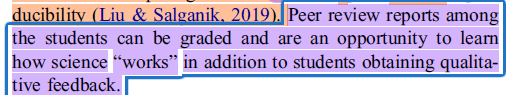 ducibility (Liu & Salganik, 2019). Peer review reports among
the students can be graded and are an opportunity to learn
how science “works” in addition to students obtaining qualita-
tive feedback.